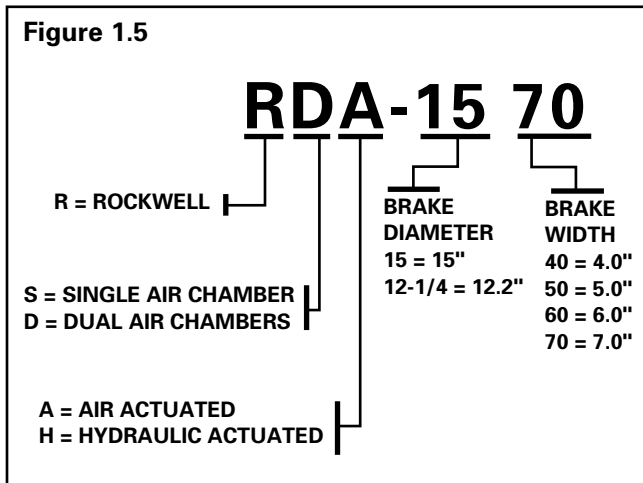 Figure 1.5
RDA-15 70
R = ROCKWELL
S = SINGLE AIR CHAMBER
D = DUAL AIR CHAMBERS
A = AIR ACTUATED
H = HYDRAULIC ACTUATED
BRAKE
DIAMETER
15 = 15"
12-1/4 = 12.2"
BRAKE
WIDTH
40 = 4.0"
50 = 5.0"
60 = 6.0"
70 = 7.0"